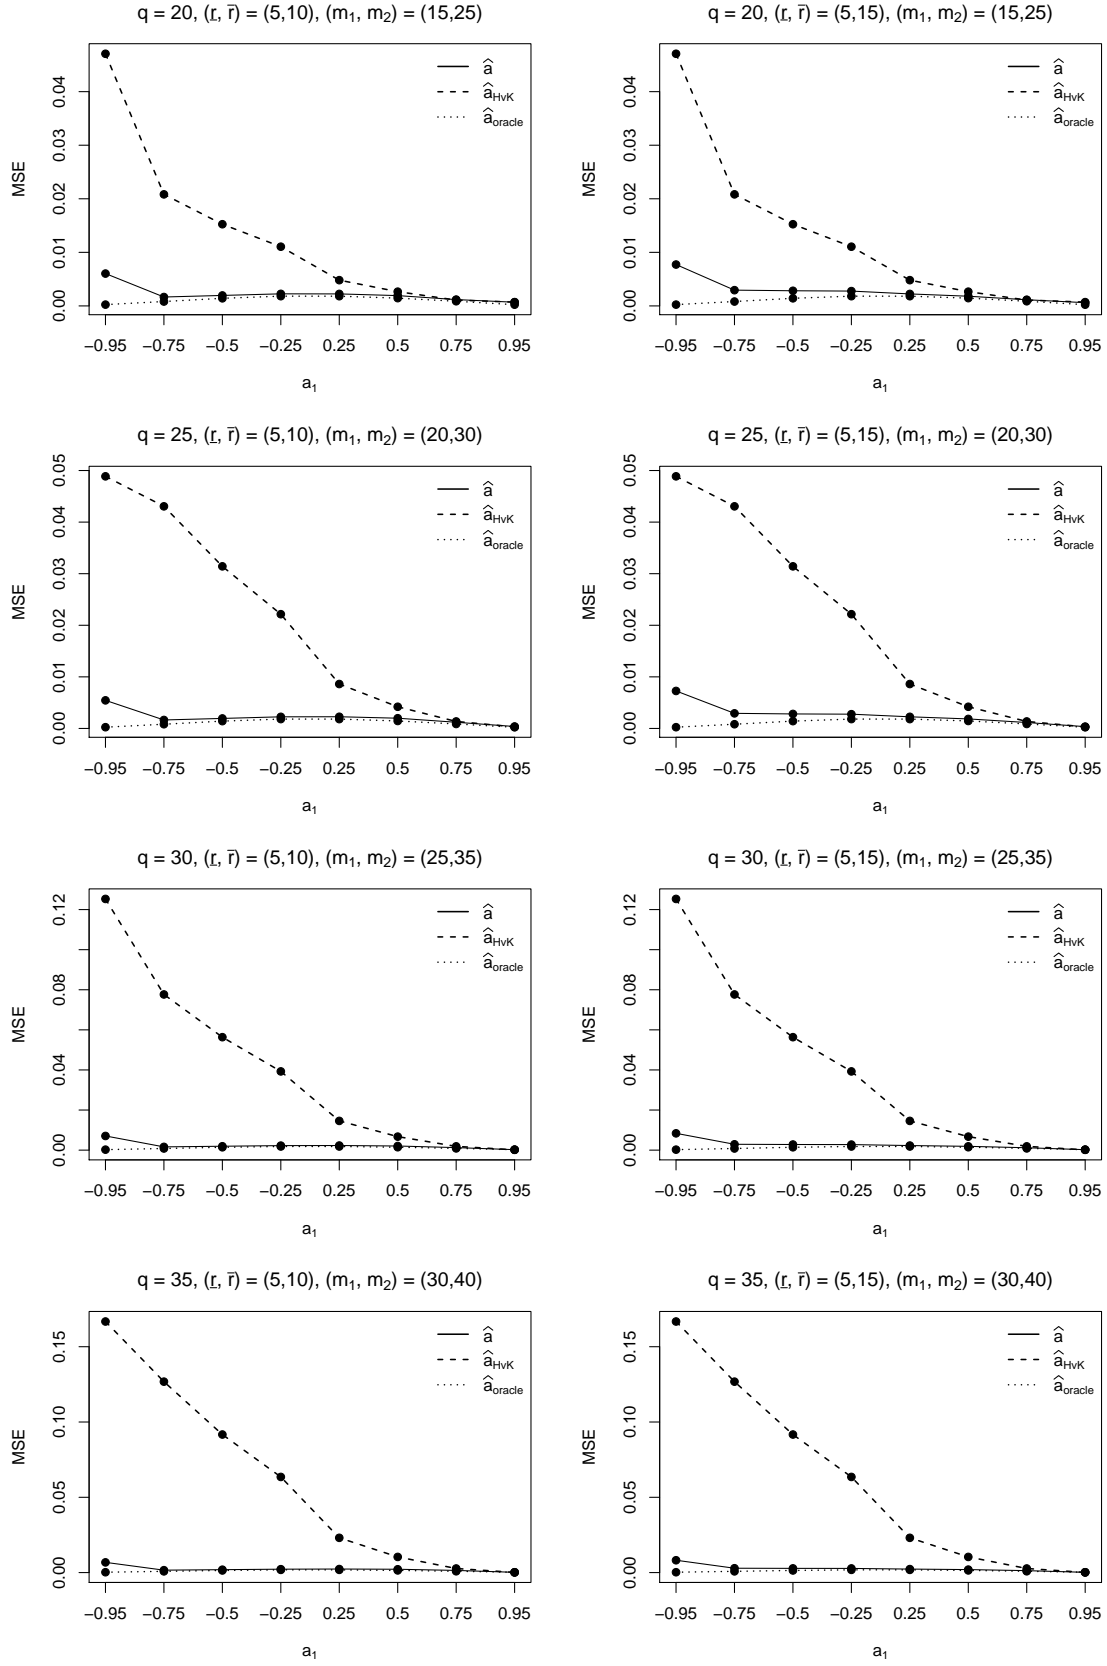 q = 20, (r̲, r̄) = (5,10), (m₁, m₂) = (15,25)
MSE
0.00 0.01 0.02 0.03 0.04
â
â_HvK
â_oracle
−0.95 −0.75 −0.5 −0.25 0.25 0.5 0.75 0.95
a₁
q = 20, (r̲, r̄) = (5,15), (m₁, m₂) = (15,25)
MSE
0.00 0.01 0.02 0.03 0.04
â
â_HvK
â_oracle
−0.95 −0.75 −0.5 −0.25 0.25 0.5 0.75 0.95
a₁
q = 25, (r̲, r̄) = (5,10), (m₁, m₂) = (20,30)
MSE
0.00 0.01 0.02 0.03 0.04 0.05
â
â_HvK
â_oracle
−0.95 −0.75 −0.5 −0.25 0.25 0.5 0.75 0.95
a₁
q = 25, (r̲, r̄) = (5,15), (m₁, m₂) = (20,30)
MSE
0.00 0.01 0.02 0.03 0.04 0.05
â
â_HvK
â_oracle
−0.95 −0.75 −0.5 −0.25 0.25 0.5 0.75 0.95
a₁
q = 30, (r̲, r̄) = (5,10), (m₁, m₂) = (25,35)
MSE
0.00 0.04 0.08 0.12
â
â_HvK
â_oracle
−0.95 −0.75 −0.5 −0.25 0.25 0.5 0.75 0.95
a₁
q = 30, (r̲, r̄) = (5,15), (m₁, m₂) = (25,35)
MSE
0.00 0.04 0.08 0.12
â
â_HvK
â_oracle
−0.95 −0.75 −0.5 −0.25 0.25 0.5 0.75 0.95
a₁
q = 35, (r̲, r̄) = (5,10), (m₁, m₂) = (30,40)
MSE
0.00 0.05 0.10 0.15
â
â_HvK
â_oracle
−0.95 −0.75 −0.5 −0.25 0.25 0.5 0.75 0.95
a₁
q = 35, (r̲, r̄) = (5,15), (m₁, m₂) = (30,40)
MSE
0.00 0.05 0.10 0.15
â
â_HvK
â_oracle
−0.95 −0.75 −0.5 −0.25 0.25 0.5 0.75 0.95
a₁